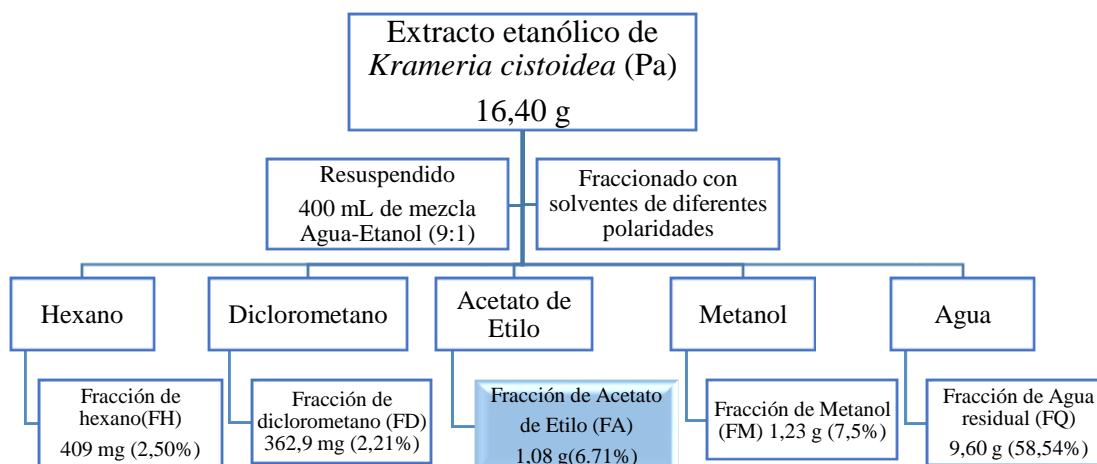 Extracto etanólico de
Krameria cistoidea (Pa)
16,40 g
Resuspendido
400 mL de mezcla
Agua-Etanol (9:1)
Fraccionado con
solventes de diferentes
polaridades
Hexano
Diclorometano
Acetato de
Etilo
Metanol
Agua
Fracción de
hexano(FH)
409 mg (2,50%)
Fracción de
diclorometano (FD)
362,9 mg (2,21%)
Fracción de Acetato
de Etilo (FA)
1,08 g(6.71%)
Fracción de Metanol
(FM) 1,23 g (7,5%)
Fracción de Agua
residual (FQ)
9,60 g (58,54%)